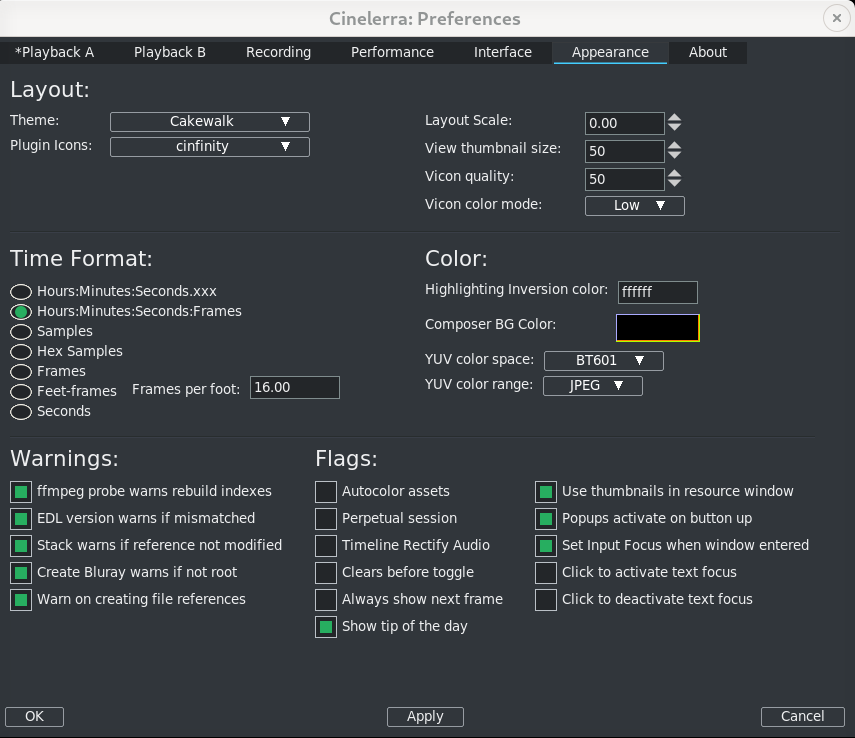 Cinelerra: Preferences
*Playback A
Playback B
Recording
Performance
Interface
Appearance
About
Layout:
Theme:
Cakewalk
Plugin Icons:
cinfinity
Layout Scale:
0.00
View thumbnail size:
50
Vicon quality:
50
Vicon color mode:
Low
Time Format:
Hours:Minutes:Seconds.xxx
Hours:Minutes:Seconds:Frames
Samples
Hex Samples
Frames
Feet-frames
Frames per foot:
16.00
Seconds
Color:
Highlighting Inversion color:
ffffff
Composer BG Color:
YUV color space:
BT601
YUV color range:
JPEG
Warnings:
ffmpeg probe warns rebuild indexes
EDL version warns if mismatched
Stack warns if reference not modified
Create Bluray warns if not root
Warn on creating file references
Flags:
Autocolor assets
Perpetual session
Timeline Rectify Audio
Clears before toggle
Always show next frame
Show tip of the day
Use thumbnails in resource window
Popups activate on button up
Set Input Focus when window entered
Click to activate text focus
Click to deactivate text focus
OK
Apply
Cancel